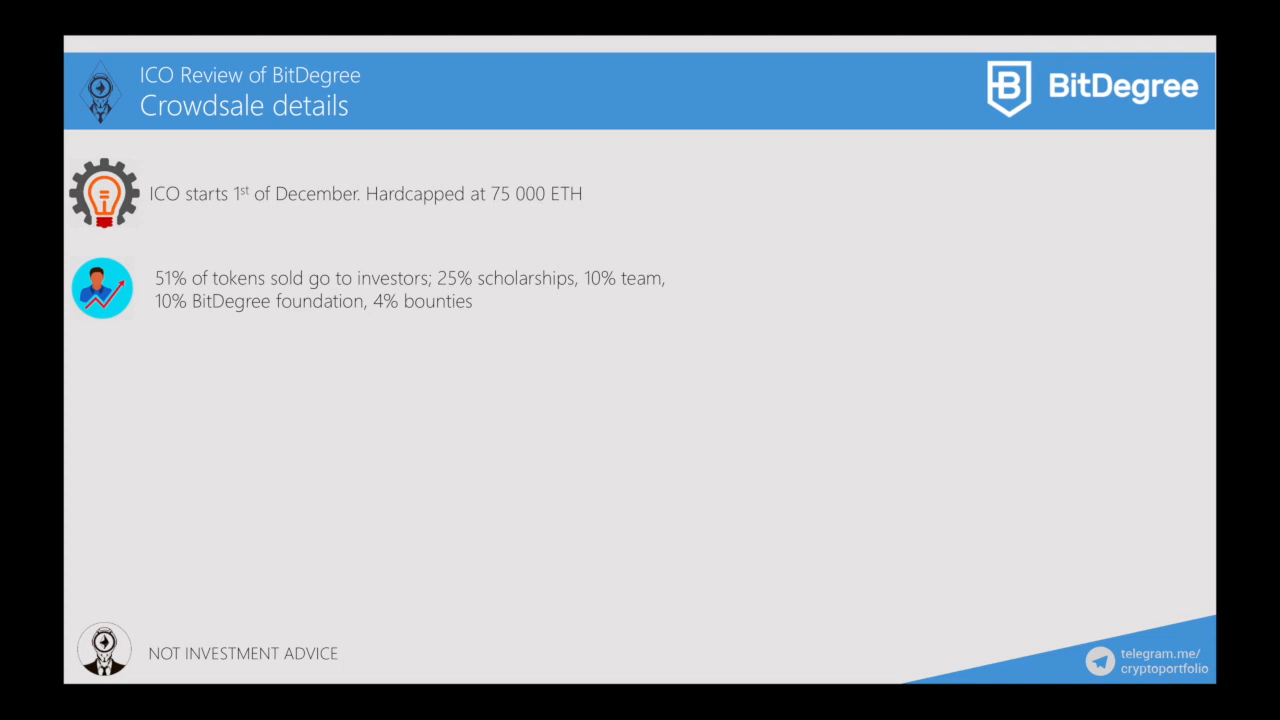 ICO Review of BitDegree
Crowdsale details
B BitDegree
ICO starts 1st of December. Hardcapped at 75 000 ETH
51% of tokens sold go to investors; 25% scholarships, 10% team,
10% BitDegree foundation, 4% bounties
NOT INVESTMENT ADVICE
telegram.me/
cryptoportfolio